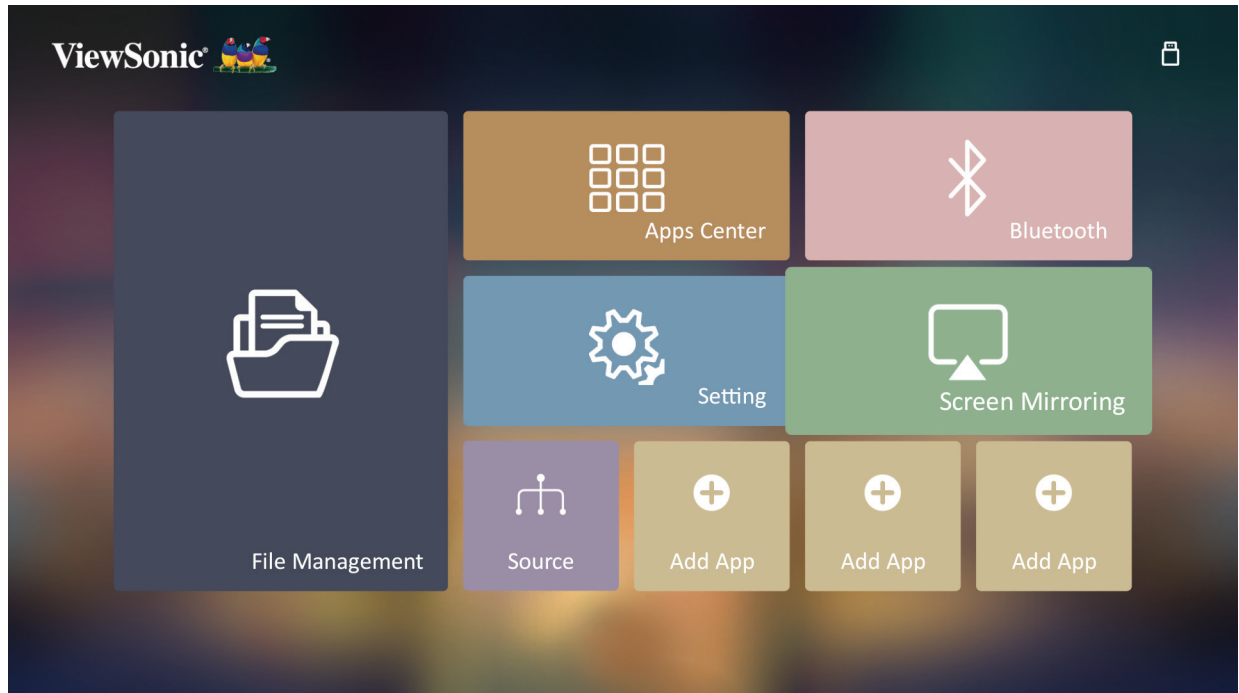 ViewSonic®
Apps Center
Bluetooth
Setting
Screen Mirroring
File Management
Source
Add App
Add App
Add App